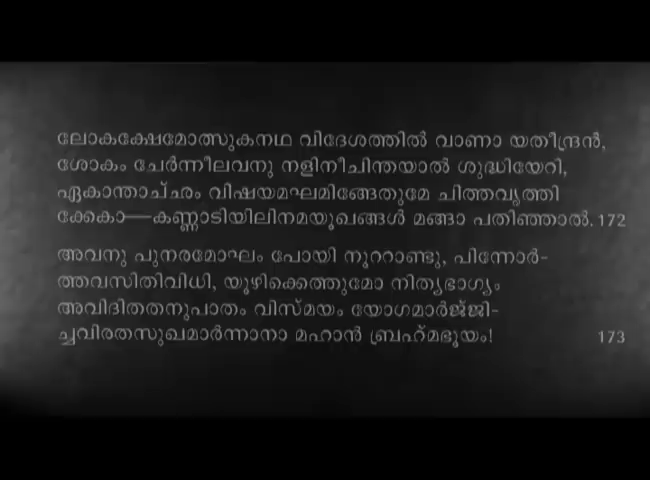 ലോകക്ഷേമോത്സുകനഥ വിദേശത്തിൽ വാണാ യതീന്ദ്രൻ,
ശോകം ചേർന്നീലവനു നളിനീചിന്തയാൽ ശുദ്ധിയേറി,
ഏകാന്താച്ഛം വിഷയമഘമിങ്ങേതുമേ ചിത്തവൃത്തി
ക്കേകാ—കണ്ണാടിയിലിനമയൂഖങ്ങൾ മങ്ങാ പതിഞ്ഞാൽ. 172
അവനു പുനരമോഘം പോയി നൂററാണ്ടു, പിന്നോർ-
ത്തവസിതിവിധി, യൂഴിക്കെത്തുമോ നിത്യഭാഗ്യം
അവിദിതതനുപാതം വിസ്മയം യോഗമാർജ്ജി-
ച്ചവിരതസുഖമാർന്നാനാ മഹാൻ ബ്രഹ്മഭൂയം! 173